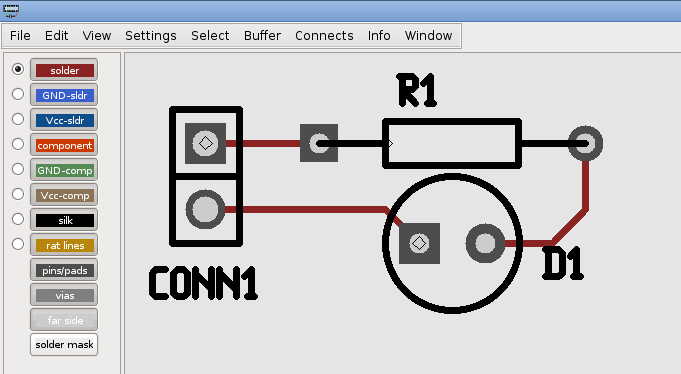 File Edit View Settings Select Buffer Connects Info Window
solder
GND-sldr
Vcc-sldr
component
GND-comp
Vcc-comp
silk
rat lines
pins/pads
vias
far side
solder mask
R1
CONN1
D1